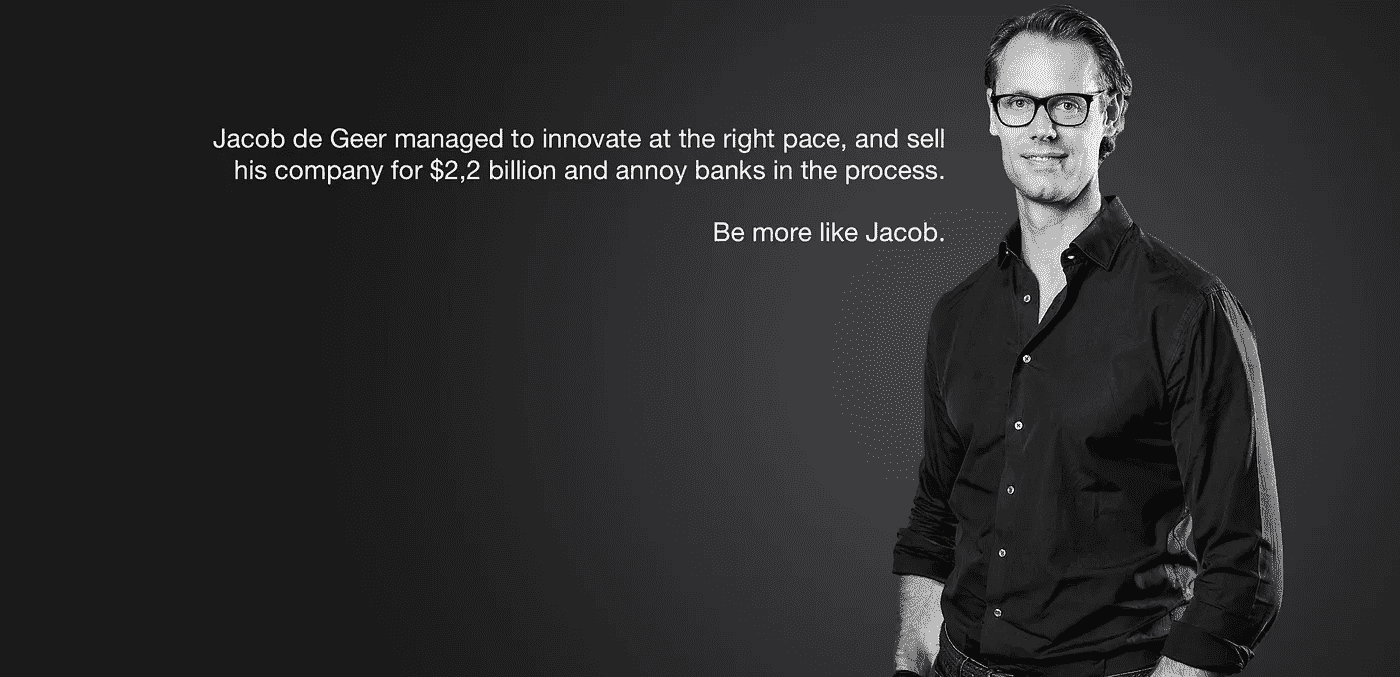 Jacob de Geer managed to innovate at the right pace, and sell
his company for $2,2 billion and annoy banks in the process.
Be more like Jacob.